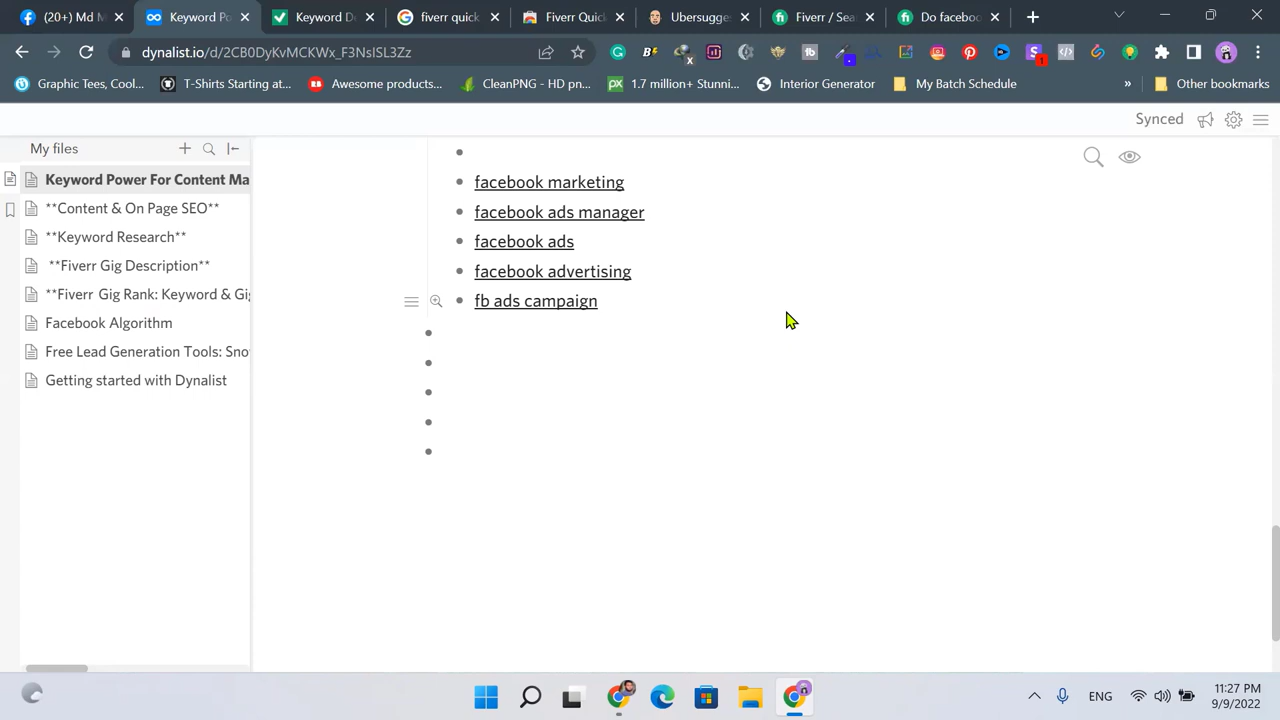 (20+) Md M
Keyword Po
Keyword D
fiverr quick
Fiverr Quick
Ubersugges
Fiverr / Sea
Do facebook
dynalist.io/d/2CB0DyKvMCKWx_F3NsISL3Zz
Graphic Tees, Cool...
T-Shirts Starting at...
Awesome products...
CleanPNG - HD pn...
1.7 million+ Stunni...
Interior Generator
My Batch Schedule
»
Other bookmarks
Synced
My files
Keyword Power For Content Ma
**Content & On Page SEO**
**Keyword Research**
**Fiverr Gig Description**
**Fiverr Gig Rank: Keyword & Gig
Facebook Algorithm
Free Lead Generation Tools: Sno
Getting started with Dynalist
facebook marketing
facebook ads manager
facebook ads
facebook advertising
fb ads campaign
ENG
11:27 PM
9/9/2022